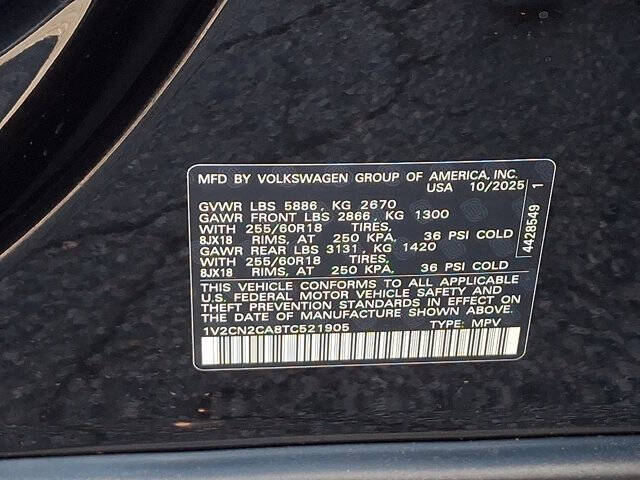 MFD BY VOLKSWAGEN GROUP OF AMERICA, INC.
USA 10/2025
GVWR LBS 5886, KG 2670
GAWR FRONT LBS 2866, KG 1300
WITH 255/60R18 TIRES,
8JX18 RIMS, AT 250 KPA, 36 PSI COLD
GAWR REAR LBS 3131, KG 1420
WITH 255/60R18 TIRES,
8JX18 RIMS, AT 250 KPA, 36 PSI COLD
THIS VEHICLE CONFORMS TO ALL APPLICABLE
U.S. FEDERAL MOTOR VEHICLE SAFETY AND
THEFT PREVENTION STANDARDS IN EFFECT ON
THE DATE OF MANUFACTURE SHOWN ABOVE.
1V2CN2CA8TC521905 TYPE: MPV
4428549 1